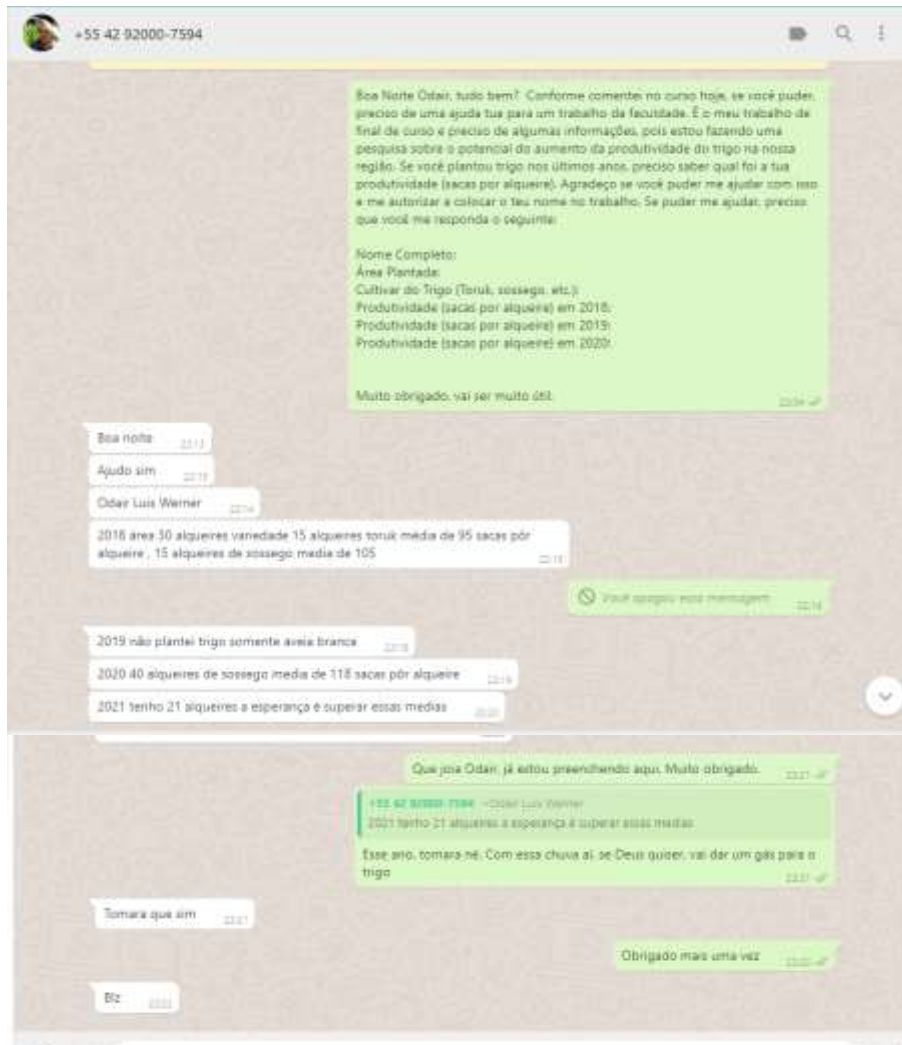 +55 42 92000-7594
Boa Noite Odair, tudo bem? Conforme comentei no curso hoje, se você puder,
preciso de uma ajuda tua para um trabalho da faculdade. É o meu trabalho de
final de curso e preciso de algumas informações, pois estou fazendo uma
pesquisa sobre o potencial do aumento da produtividade do trigo na nossa
região. Se você plantou trigo nos últimos anos, preciso saber qual foi a tua
produtividade (sacas por alqueire). Agradeço se você puder me ajudar com isso
e me autorizar a colocar o teu nome no trabalho. Se puder me ajudar, preciso
que você me responda o seguinte:
Nome Completo:
Área Plantada:
Cultivar do Trigo (Toruk, sossego, etc.):
Produtividade (sacas por alqueire) em 2018:
Produtividade (sacas por alqueire) em 2019:
Produtividade (sacas por alqueire) em 2020:
Muito obrigado, vai ser muito útil.
Boa noite
Ajudo sim
Odair Luis Werner
2018 area 30 alqueires variedade 15 alqueires toruk média de 95 sacas pôr
alqueire , 15 alqueires de sossego media de 105
Você apagou esta mensagem
2019 não plantei trigo somente aveia branca
2020 40 alqueires de sossego media de 118 sacas pôr alqueire
2021 tenho 21 alqueires a esperança é superar essas medias
Que joia Odair, já estou preenchendo aqui. Muito obrigado.
+55 42 92000-7594 ~Odair Luis Werner
2021 tenho 21 alqueires a esperança é superar essas medias
Esse ano, tomara né. Com essa chuva aí, se Deus quiser, vai dar um gás para o
trigo
Tomara que sim
Obrigado mais uma vez
Blz